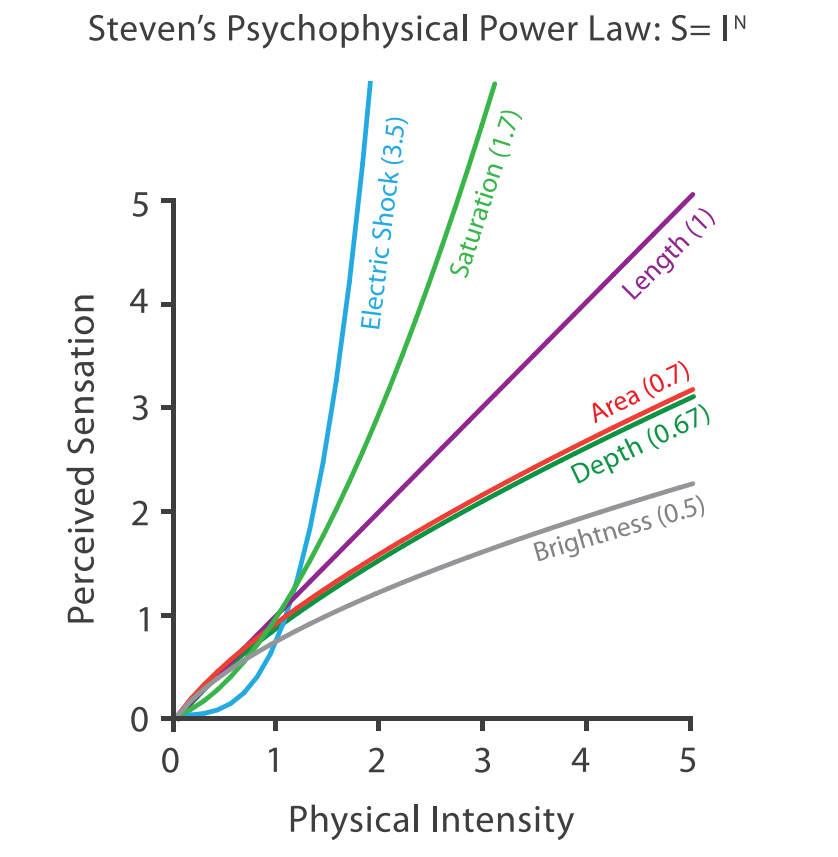 Steven’s Psychophysical Power Law: S= I^N
Electric Shock (3.5)
Saturation (1.7)
Length (1)
Area (0.7)
Depth (0.67)
Brightness (0.5)
Perceived Sensation
5
4
3
2
1
0
0 1 2 3 4 5
Physical Intensity